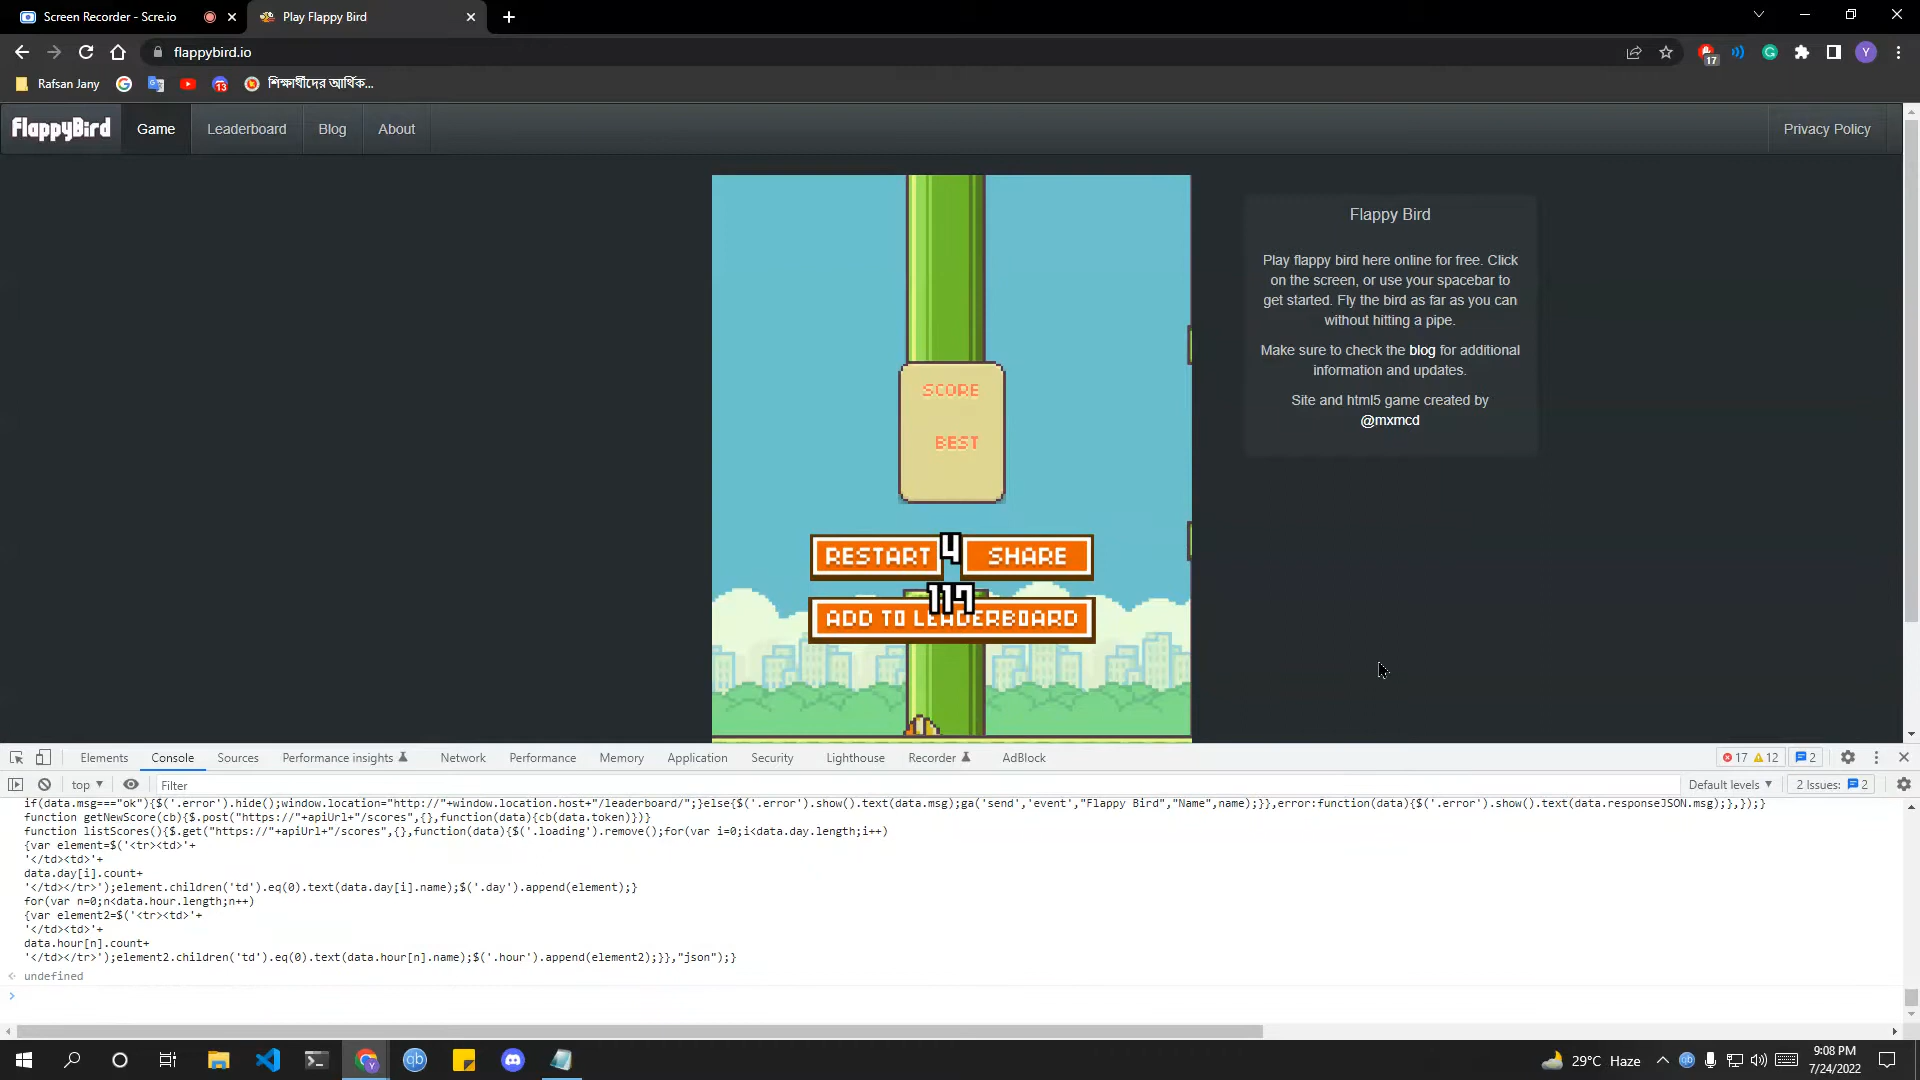 Screen Recorder - Scre.io
Play Flappy Bird
flappybird.io
17
Y
Rafsan Jany
13
শিক্ষার্থীদের আর্থিক...
FlappyBird
Game
Leaderboard
Blog
About
Privacy Policy
SCORE
BEST
RESTART
4
SHARE
117
ADD TO LEADERBOARD
Flappy Bird
Play flappy bird here online for free. Click
on the screen, or use your spacebar to
get started. Fly the bird as far as you can
without hitting a pipe.
Make sure to check the blog for additional
information and updates.
Site and html5 game created by
@mxmcd
Elements
Console
Sources
Performance insights
Network
Performance
Memory
Application
Security
Lighthouse
Recorder
AdBlock
17
12
2
top
Filter
Default levels
2 Issues:
2
if(data.msg==="ok"){$('.error').hide();window.location="http://"+window.location.host+"/leaderboard/";}else{$('.error').show().text(data.msg);ga('send','event',"Flappy Bird","Name",name);}},error:function(data){$('.error').show().text(data.responseJSON.msg);},});}
function getNewScore(cb){$.post("https://"+apiUrl+"/scores",{},function(data){cb(data.token)})}
function listScores(){$.get("https://"+apiUrl+"/scores",{},function(data){$('.loading').remove();for(var i=0;i<data.day.length;i++)
{var element=$('<tr><td>'+
'</td><td>'+
data.day[i].count+
'</td></tr>');element.children('td').eq(0).text(data.day[i].name);$('.day').append(element);}
for(var n=0;n<data.hour.length;n++)
{var element2=$('<tr><td>'+
'</td><td>'+
data.hour[n].count+
'</td></tr>');element2.children('td').eq(0).text(data.hour[n].name);$('.hour').append(element2);}},"json");}
undefined
29°C Haze
9:08 PM
7/24/2022